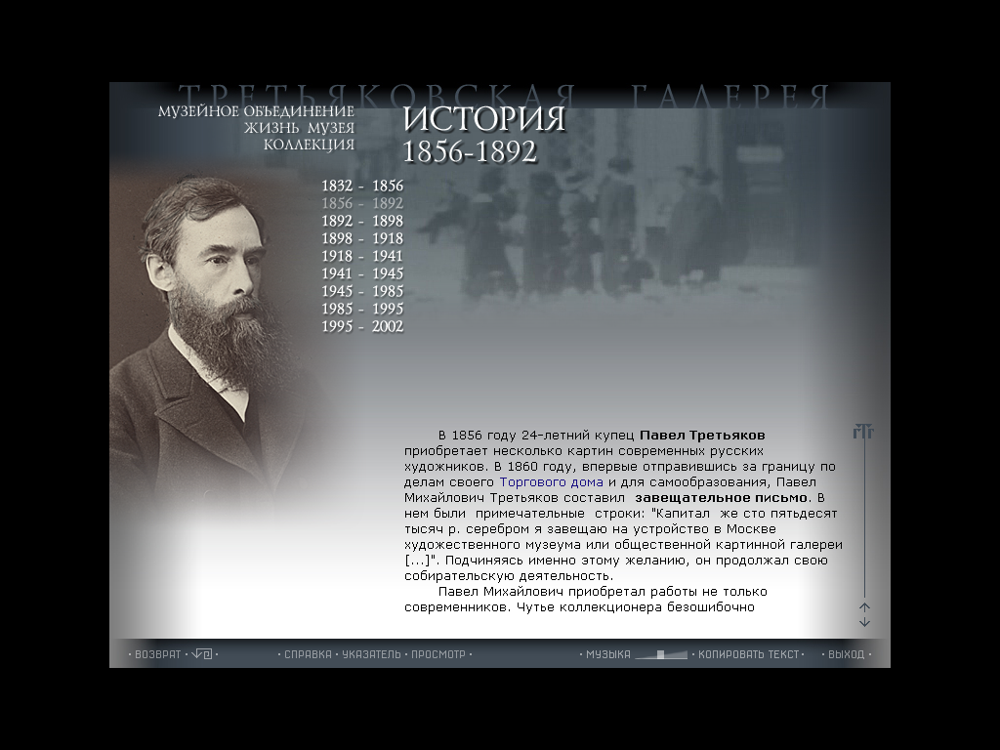 ТРЕТЬЯКОВСКАЯ ГАЛЕРЕЯ
МУЗЕЙНОЕ ОБЪЕДИНЕНИЕ
ЖИЗНЬ МУЗЕЯ
КОЛЛЕКЦИЯ
ИСТОРИЯ
1856-1892
1832 - 1856
1856 - 1892
1892 - 1898
1898 - 1918
1918 - 1941
1941 - 1945
1945 - 1985
1985 - 1995
1995 - 2002
В 1856 году 24-летний купец Павел Третьяков
приобретает несколько картин современных русских
художников. В 1860 году, впервые отправившись за границу по
делам своего Торгового дома и для самообразования, Павел
Михайлович Третьяков составил завещательное письмо. В
нем были примечательные строки: "Капитал же сто пятьдесят
тысяч р. серебром я завещаю на устройство в Москве
художественного музеума или общественной картинной галереи
[...]". Подчиняясь именно этому желанию, он продолжал свою
собирательскую деятельность.
Павел Михайлович приобретал работы не только
современников. Чутье коллекционера безошибочно
ГТГ
· ВОЗВРАТ · · СПРАВКА · УКАЗАТЕЛЬ · ПРОСМОТР · · МУЗЫКА · КОПИРОВАТЬ ТЕКСТ · · ВЫХОД ·